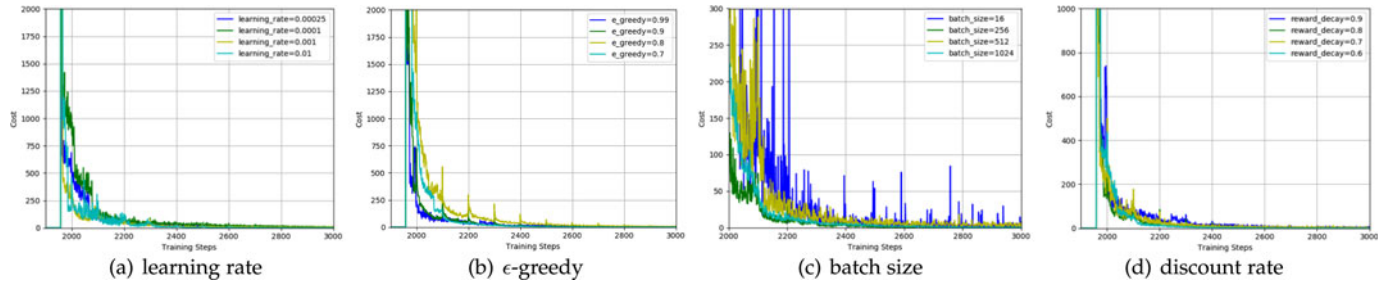 2000
1750
1500
1250
1000
750
500
250
0
Cost
learning_rate=0.00025
learning_rate=0.0001
learning_rate=0.001
learning_rate=0.01
2000 2200 2400 2600 2800 3000
Training Steps
(a) learning rate
2000
1750
1500
1250
1000
750
500
250
0
Cost
e_greedy=0.99
e_greedy=0.9
e_greedy=0.8
e_greedy=0.7
2000 2200 2400 2600 2800 3000
Training Steps
(b) ϵ-greedy
300
250
200
150
100
50
0
Cost
batch_size=16
batch_size=256
batch_size=512
batch_size=1024
2000 2200 2400 2600 2800 3000
Training Steps
(c) batch size
1000
800
600
400
200
0
Cost
reward_decay=0.9
reward_decay=0.8
reward_decay=0.7
reward_decay=0.6
2000 2200 2400 2600 2800 3000
Training Steps
(d) discount rate